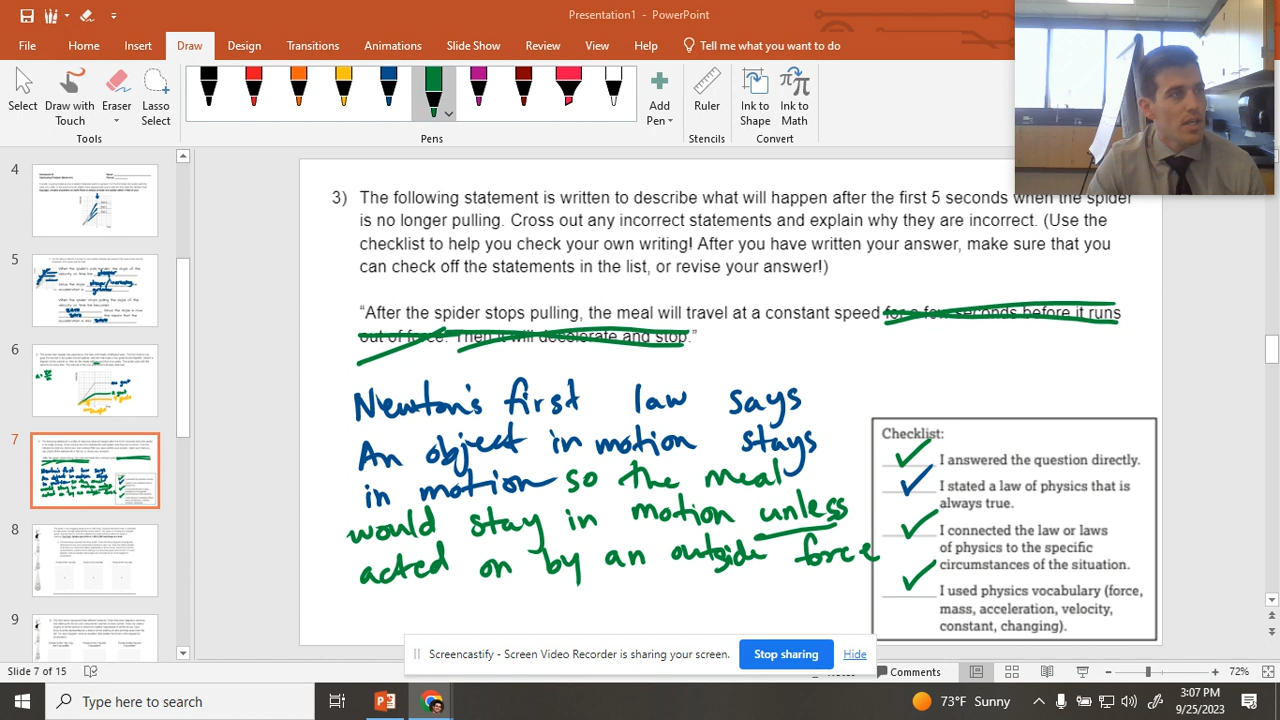 Presentation1 - PowerPoint
File Home Insert Draw Design Transitions Animations Slide Show Review View Help Tell me what you want to do
Select Draw with Touch Eraser Lasso Select Add Pen Ruler Ink to Shape Ink to Math
Tools Pens Stencils Convert
4
5
6
7
8
9
3) The following statement is written to describe what will happen after the first 5 seconds when the spider
is no longer pulling. Cross out any incorrect statements and explain why they are incorrect. (Use the
checklist to help you check your own writing! After you have written your answer, make sure that you
can check off the statements in the list, or revise your answer!)
“After the spider stops pulling, the meal will travel at a constant speed for a few seconds before it runs
out of force. Then it will decelerate and stop.”
Newton's first law says
An object in motion stays
in motion so the meal
would stay in motion unless
acted on by an outside force
Checklist:
I answered the question directly.
I stated a law of physics that is
always true.
I connected the law or laws
of physics to the specific
circumstances of the situation.
I used physics vocabulary (force,
mass, acceleration, velocity,
constant, changing).
Screencastify - Screen Video Recorder is sharing your screen. Stop sharing Hide
Slide 7 of 15 Comments 72%
Type here to search 73°F Sunny 3:07 PM
9/25/2023